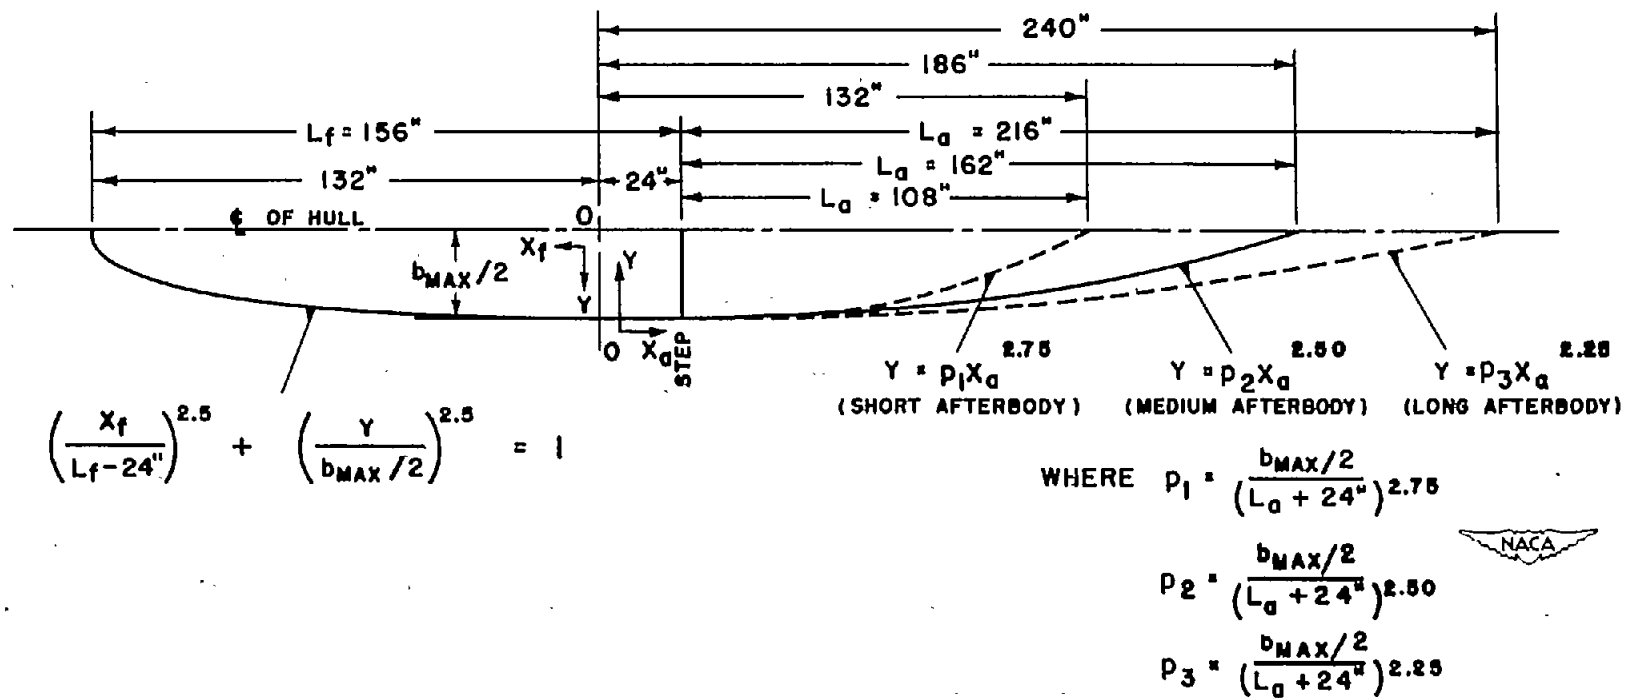 240"
186"
132"
Lf = 156"
La = 216"
La = 162"
132"
24"
La = 108"
℄ OF HULL
O
Xf
Y
bMAX/2
Y
O
Xa
STEP
Y = p1Xa^2.75
(SHORT AFTERBODY)
Y = p2Xa^2.50
(MEDIUM AFTERBODY)
Y = p3Xa^2.25
(LONG AFTERBODY)
(Xf / (Lf-24"))^2.5 + (Y / (bMAX/2))^2.5 = 1
WHERE p1 = (bMAX/2) / (La + 24")^2.75
NACA
p2 = (bMAX/2) / (La + 24")^2.50
p3 = (bMAX/2) / (La + 24")^2.25